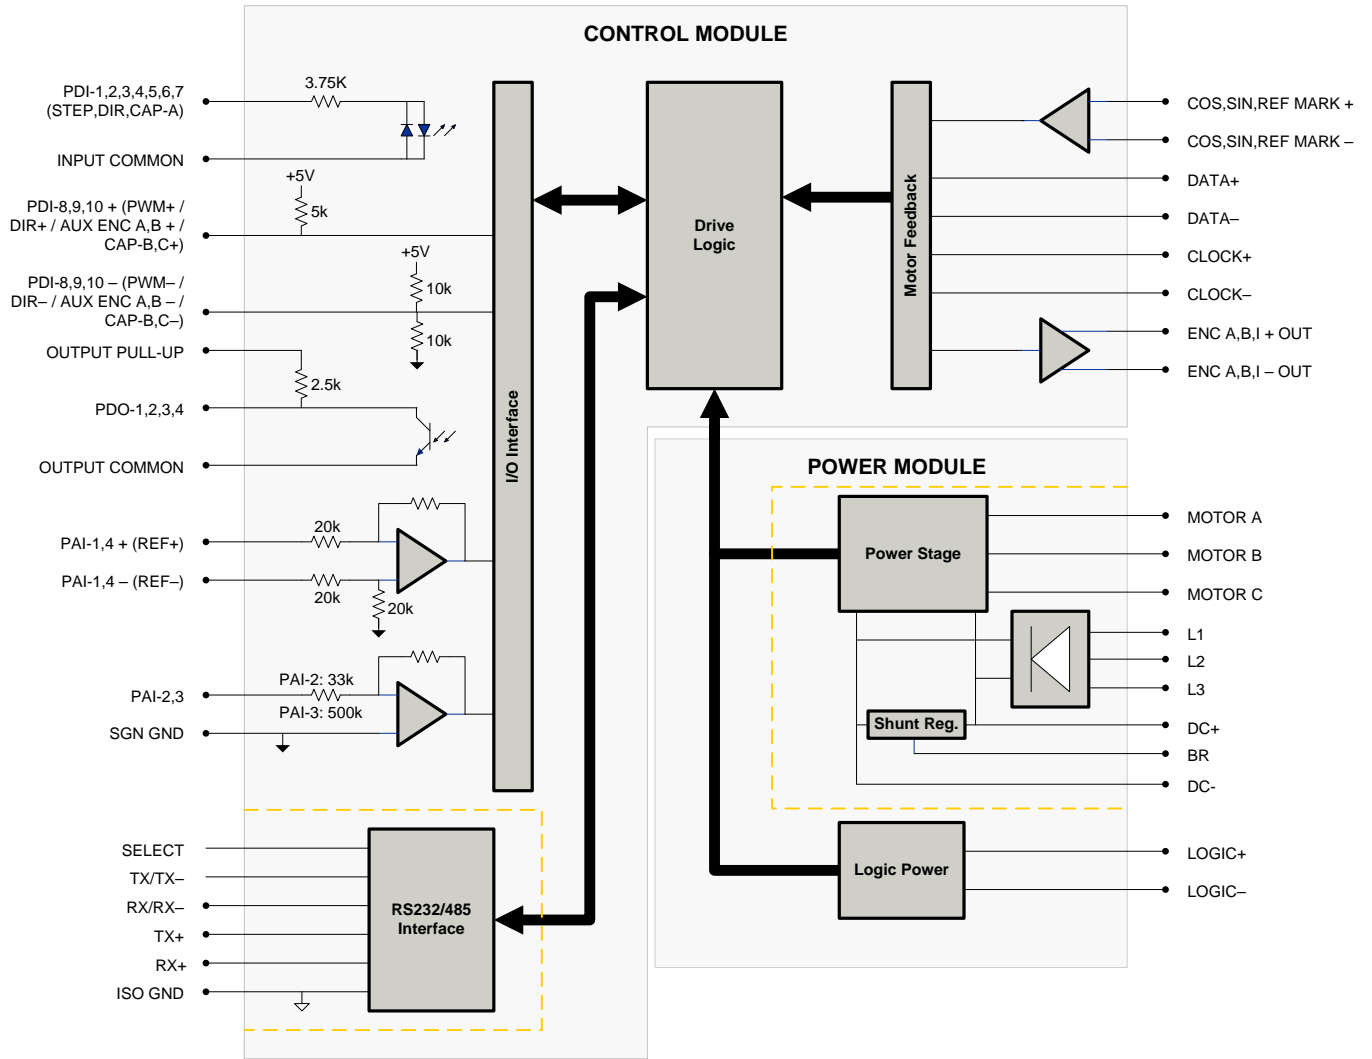 CONTROL MODULE
PDI-1,2,3,4,5,6,7
(STEP,DIR,CAP-A)
3.75K
INPUT COMMON
+5V
5k
PDI-8,9,10 + (PWM+ /
DIR+ / AUX ENC A,B + /
CAP-B,C+)
+5V
10k
PDI-8,9,10 – (PWM– /
DIR– / AUX ENC A,B – /
CAP-B,C–)
10k
OUTPUT PULL-UP
2.5k
PDO-1,2,3,4
OUTPUT COMMON
20k
PAI-1,4 + (REF+)
PAI-1,4 – (REF–)
20k
20k
PAI-2: 33k
PAI-2,3
PAI-3: 500k
SGN GND
I/O Interface
Drive
Logic
Motor Feedback
COS,SIN,REF MARK +
COS,SIN,REF MARK –
DATA+
DATA–
CLOCK+
CLOCK–
ENC A,B,I + OUT
ENC A,B,I – OUT
SELECT
TX/TX–
RX/RX–
TX+
RX+
ISO GND
RS232/485
Interface
POWER MODULE
Power Stage
MOTOR A
MOTOR B
MOTOR C
L1
L2
L3
Shunt Reg.
DC+
BR
DC-
Logic Power
LOGIC+
LOGIC–